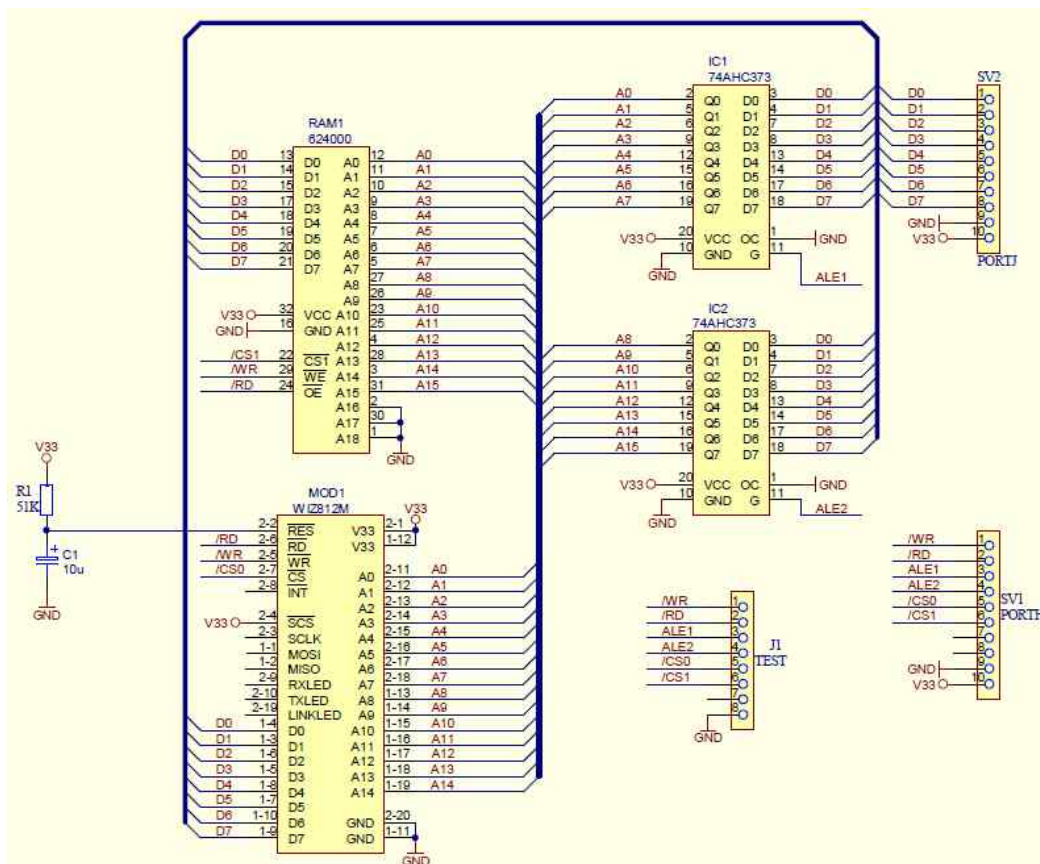 RAM1
624000
D0 13 D0 A0 12 A0
D1 14 D1 A1 11 A1
D2 15 D2 A2 10 A2
D3 17 D3 A3 9 A3
D4 18 D4 A4 8 A4
D5 19 D5 A5 7 A5
D6 20 D6 A6 6 A6
D7 21 D7 A7 5 A7
A8 27 A8
A9 26 A9
V33 32 VCC A10 23 A10
GND 16 GND A11 25 A11
A12 4 A12
/CS1 22 CS1 A13 28 A13
/WR 29 WE A14 3 A14
/RD 24 OE A15 31 A15
A16 2
A17 30
A18 1
GND
IC1
74AHC373
A0 2 Q0 D0 3 D0
A1 5 Q1 D1 4 D1
A2 6 Q2 D2 7 D2
A3 9 Q3 D3 8 D3
A4 12 Q4 D4 13 D4
A5 15 Q5 D5 14 D5
A6 16 Q6 D6 17 D6
A7 19 Q7 D7 18 D7
V33 20 VCC OC 1 GND
10 GND G 11
GND
ALE1
SV2
D0 1
D1 2
D2 3
D3 4
D4 5
D5 6
D6 7
D7 8
GND 9
V33 10
PORTJ
IC2
74AHC373
A8 2 Q0 D0 3 D0
A9 5 Q1 D1 4 D1
A10 6 Q2 D2 7 D2
A11 9 Q3 D3 8 D3
A12 12 Q4 D4 13 D4
A13 15 Q5 D5 14 D5
A14 16 Q6 D6 17 D6
A15 19 Q7 D7 18 D7
V33 20 VCC OC 1 GND
10 GND G 11
GND
ALE2
V33
R1
51K
C1
10u
GND
MOD1
WIZ812M
V33
2-2 RES V33 2-1
/RD 2-6 RD V33 1-12
/WR 2-5 WR
/CS0 2-7 CS A0 2-11 A0
2-8 INT A1 2-12 A1
A2 2-13 A2
V33 2-4 SCS A3 2-14 A3
2-3 SCLK A4 2-15 A4
1-1 MOSI A5 2-16 A5
1-2 MISO A6 2-17 A6
2-9 RXLED A7 2-18 A7
2-10 TXLED A8 1-13 A8
2-19 LINKLED A9 1-14 A9
D0 1-4 D0 A10 1-15 A10
D1 1-3 D1 A11 1-16 A11
D2 1-6 D2 A12 1-17 A12
D3 1-5 D3 A13 1-18 A13
D4 1-8 D4 A14 1-19 A14
D5 1-7 D5
D6 1-10 D6 GND 2-20
D7 1-9 D7 GND 1-11
GND
/WR 1
/RD 2
ALE1 3
ALE2 4
/CS0 5
/CS1 6
7
8
GND
J1
TEST
/WR 1
/RD 2
ALE1 3
ALE2 4
/CS0 5
/CS1 6
7
8
GND 9
V33 10
SV1